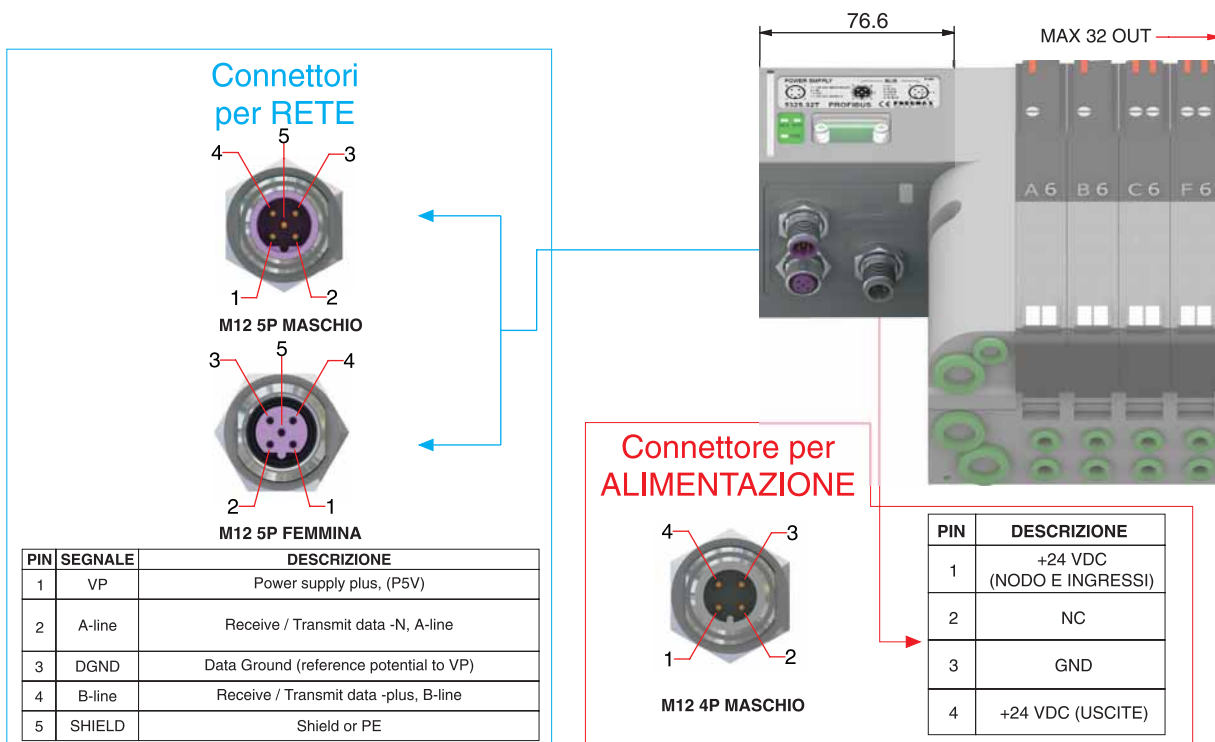 76.6
MAX 32 OUT
Connettori
per RETE
5
4
3
1
2
M12 5P MASCHIO
5
3
4
2
1
M12 5P FEMMINA
PIN SEGNALE DESCRIZIONE
1 VP Power supply plus, (P5V)
2 A-line Receive / Transmit data -N, A-line
3 DGND Data Ground (reference potential to VP)
4 B-line Receive / Transmit data -plus, B-line
5 SHIELD Shield or PE
POWER SUPPLY BUS
5325.32T PROFIBUS CE PNEUMAX
A 6 B 6 C 6 F 6
Connettore per
ALIMENTAZIONE
4
3
1
2
M12 4P MASCHIO
PIN DESCRIZIONE
1 +24 VDC
(NODO E INGRESSI)
2 NC
3 GND
4 +24 VDC (USCITE)